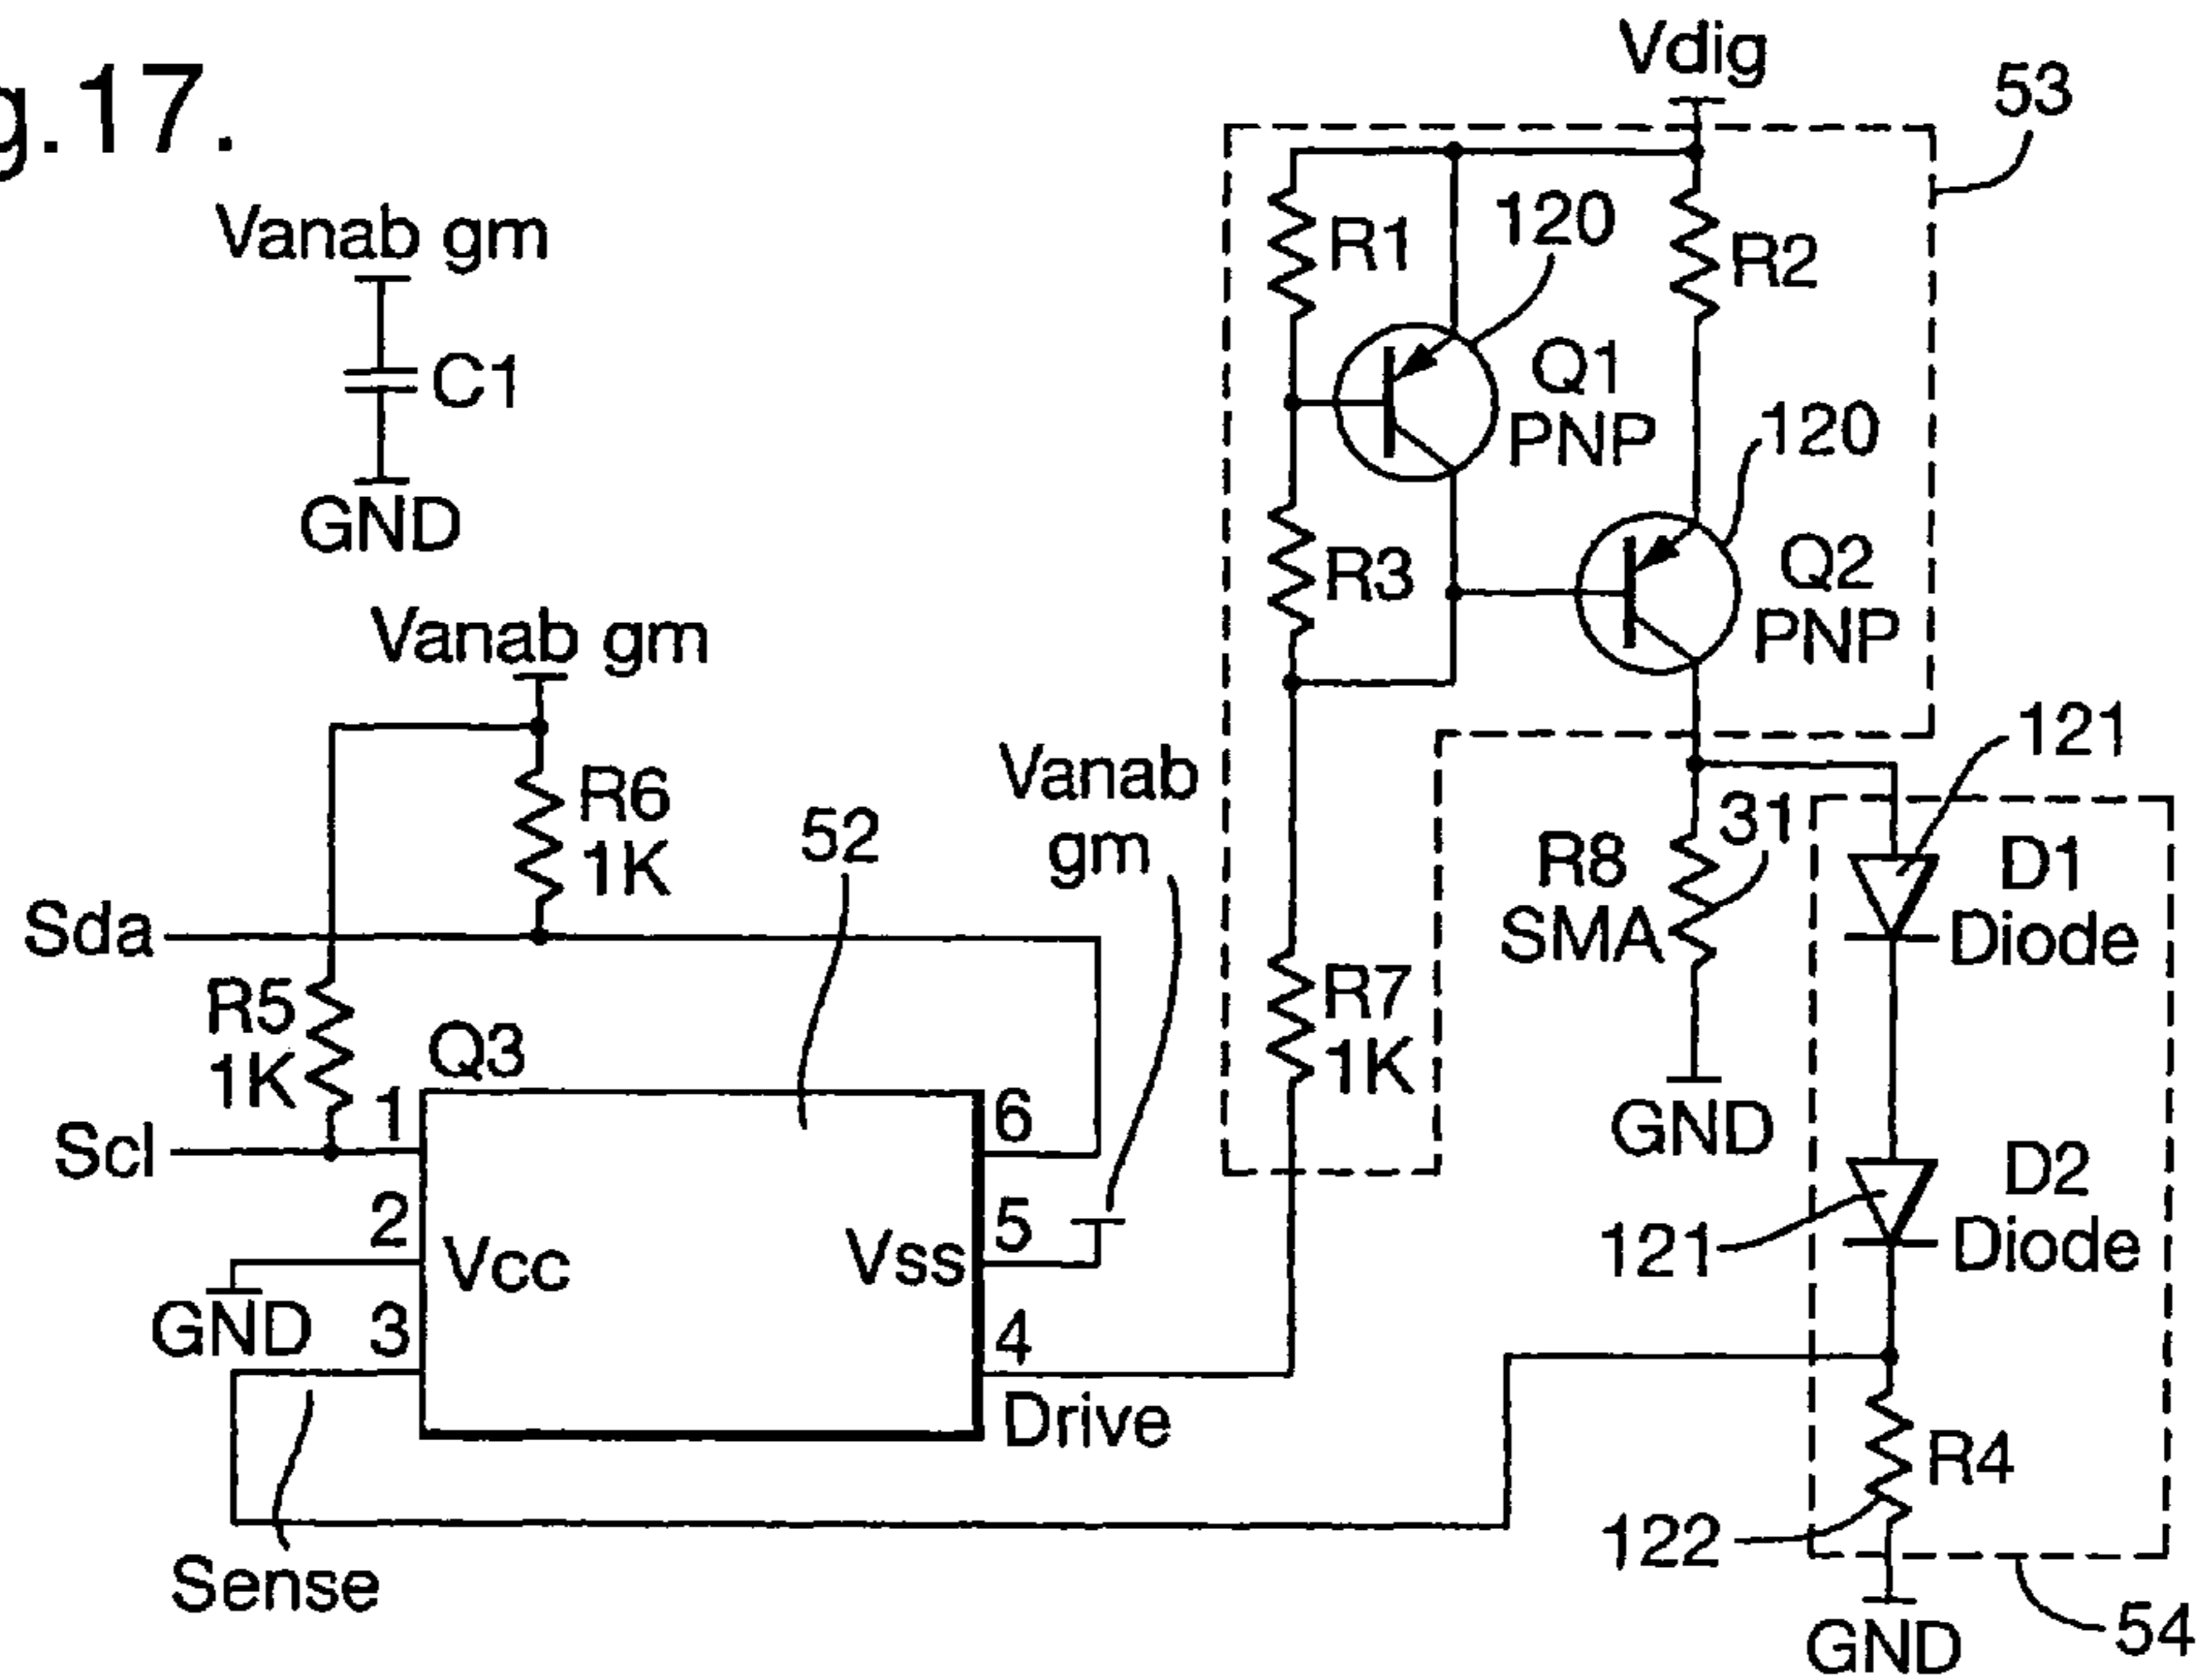 g.17.
Vdig
53
Vanab gm
C1
GND
R1
120
R2
Q1
PNP
120
R3
Q2
PNP
Vanab gm
R6
1K
52
Vanab
gm
121
31
R8
SMA
D1
Diode
Sda
R5
1K
Q3
R7
1K
GND
Scl
1
6
2
Vcc
Vss
5
GND
3
4
Drive
121
D2
Diode
Sense
R4
122
GND
54